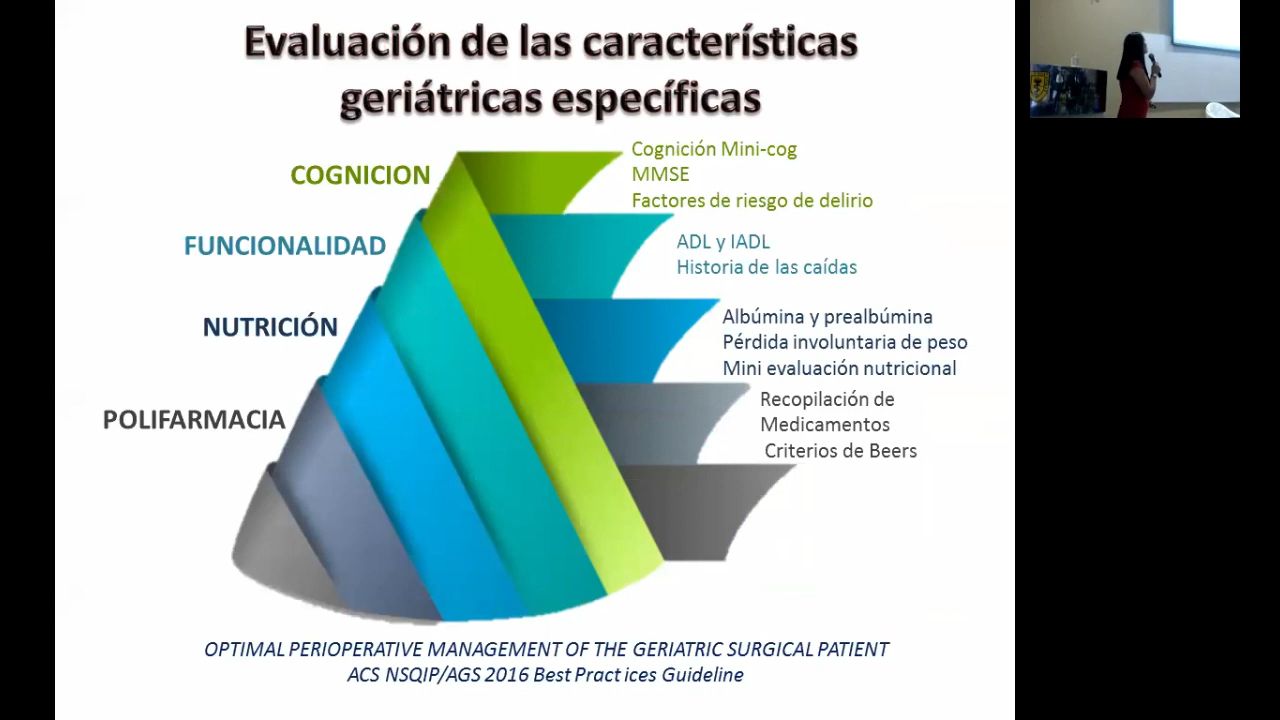 Evaluación de las características
geriátricas específicas
COGNICION
Cognición Mini-cog
MMSE
Factores de riesgo de delirio
FUNCIONALIDAD
ADL y IADL
Historia de las caídas
NUTRICIÓN
Albúmina y prealbúmina
Pérdida involuntaria de peso
Mini evaluación nutricional
POLIFARMACIA
Recopilación de
Medicamentos
Criterios de Beers
OPTIMAL PERIOPERATIVE MANAGEMENT OF THE GERIATRIC SURGICAL PATIENT
ACS NSQIP/AGS 2016 Best Pract ices Guideline